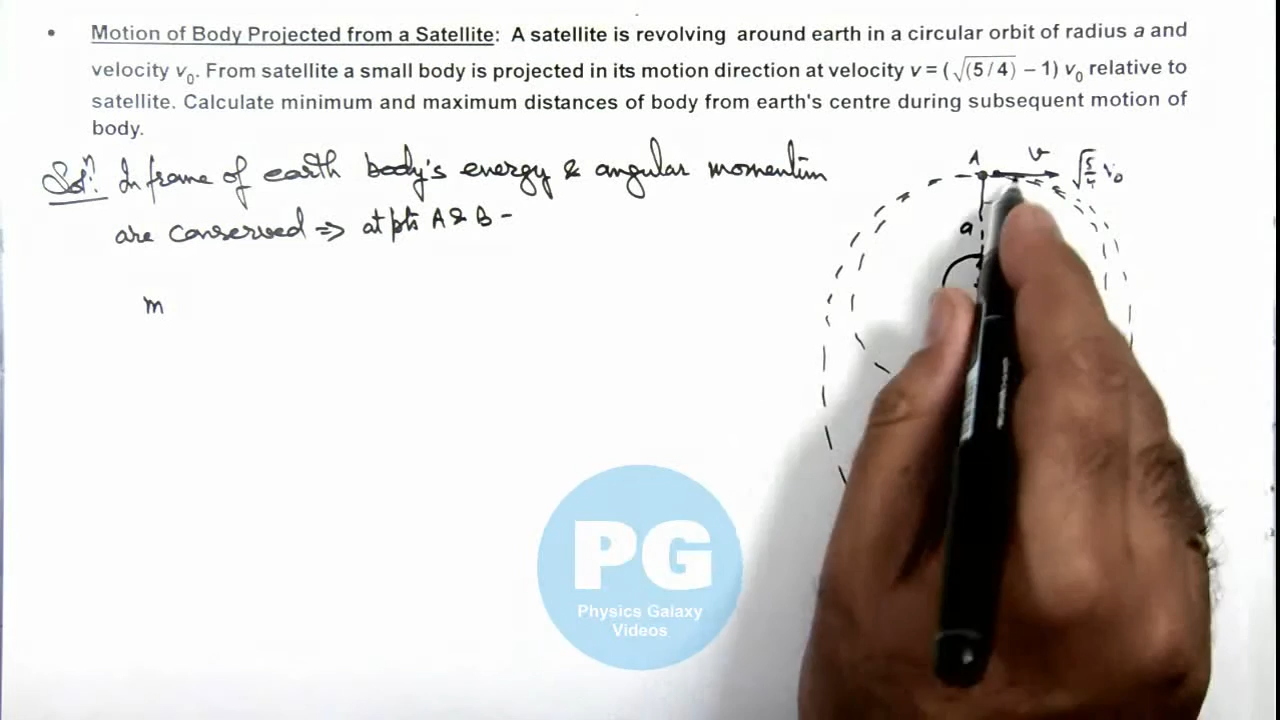 • Motion of Body Projected from a Satellite: A satellite is revolving around earth in a circular orbit of radius a and
velocity v₀. From satellite a small body is projected in its motion direction at velocity v = (√(5/4) – 1) v₀ relative to
satellite. Calculate minimum and maximum distances of body from earth's centre during subsequent motion of
body.
Solⁿ: In frame of earth body's energy & angular momentum
are conserved ⇒ at pts A & B –
m
A
v
√5/4 v₀
a
PG
Physics Galaxy
Videos